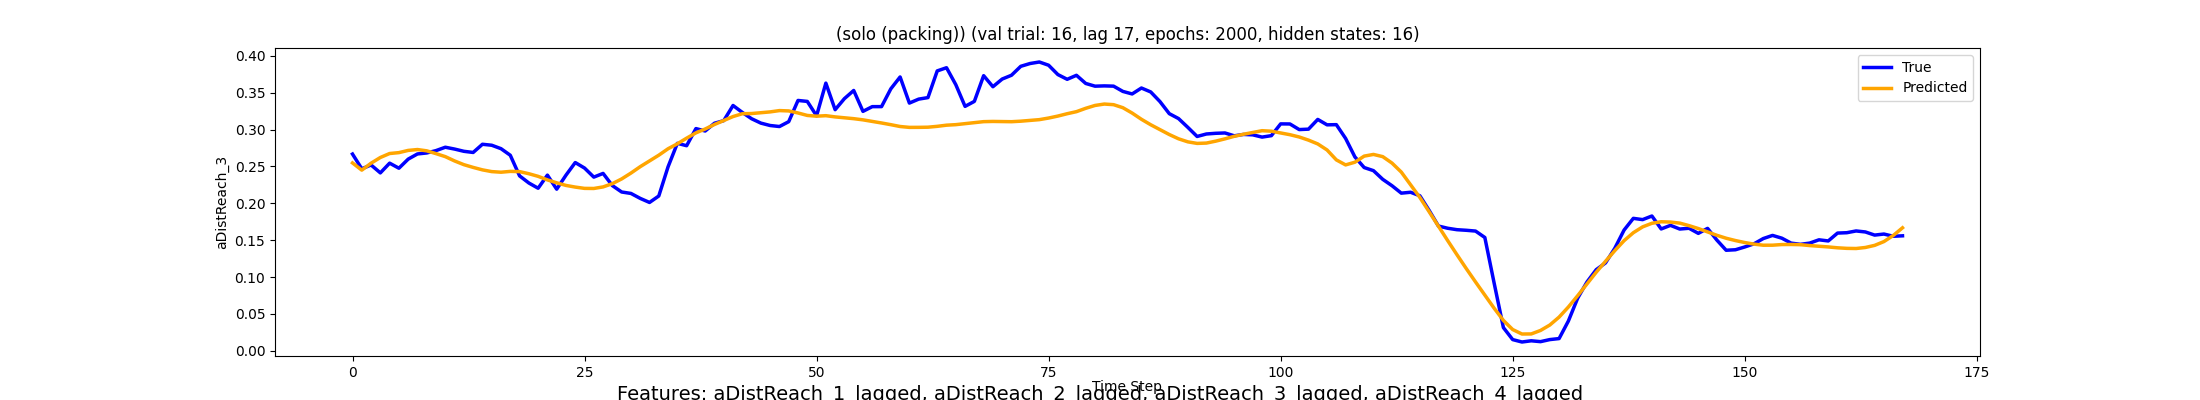 (solo (packing)) (val trial: 16, lag 17, epochs: 2000, hidden states: 16)
True
Predicted
aDistReach_3
0.40
0.35
0.30
0.25
0.20
0.15
0.10
0.05
0.00
0 25 50 75 100 125 150 175
Time Step
Features: aDistReach_1_lagged, aDistReach_2_lagged, aDistReach_3_lagged, aDistReach_4_lagged